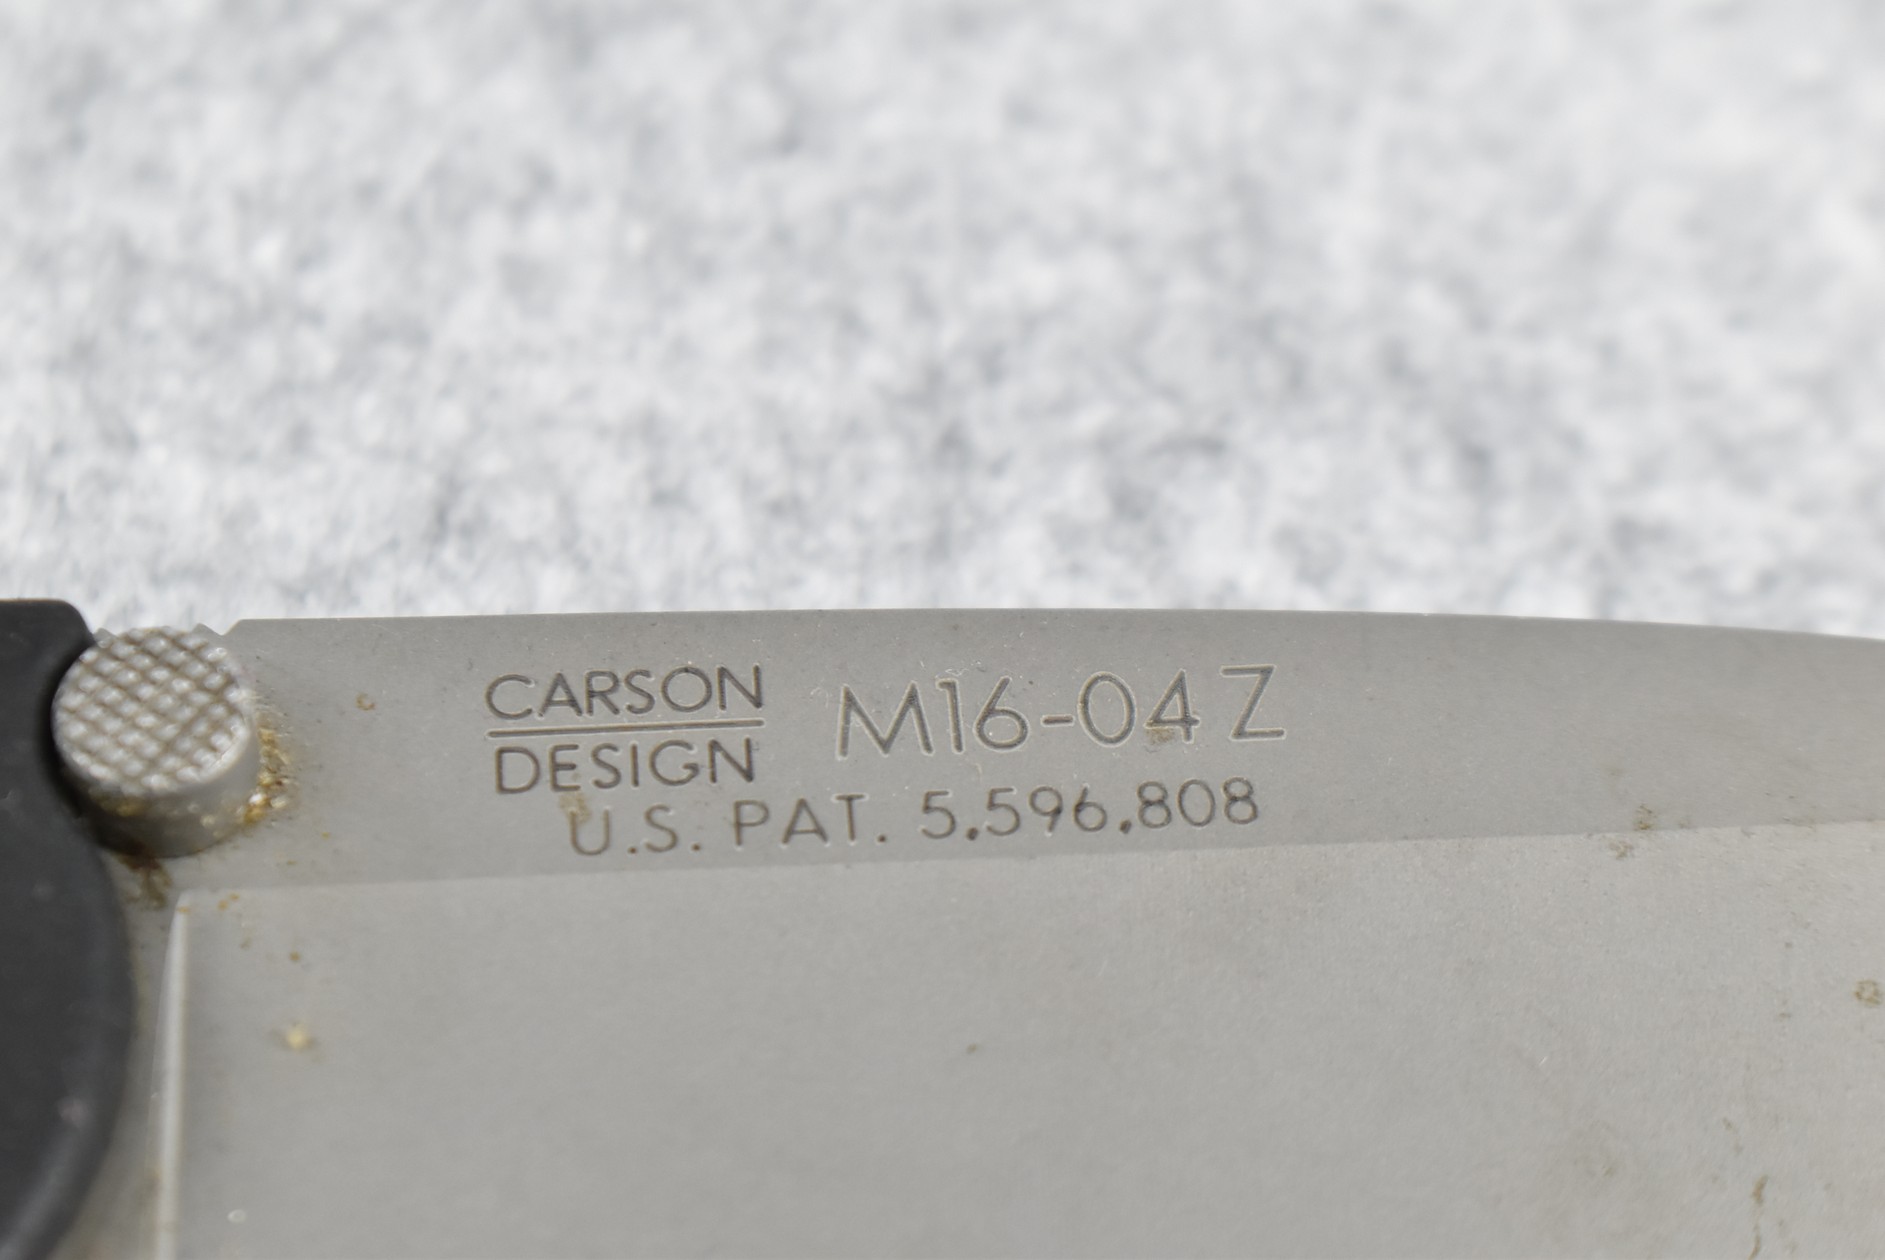 CARSON
DESIGN
M16-04Z
U.S. PAT. 5.596.808